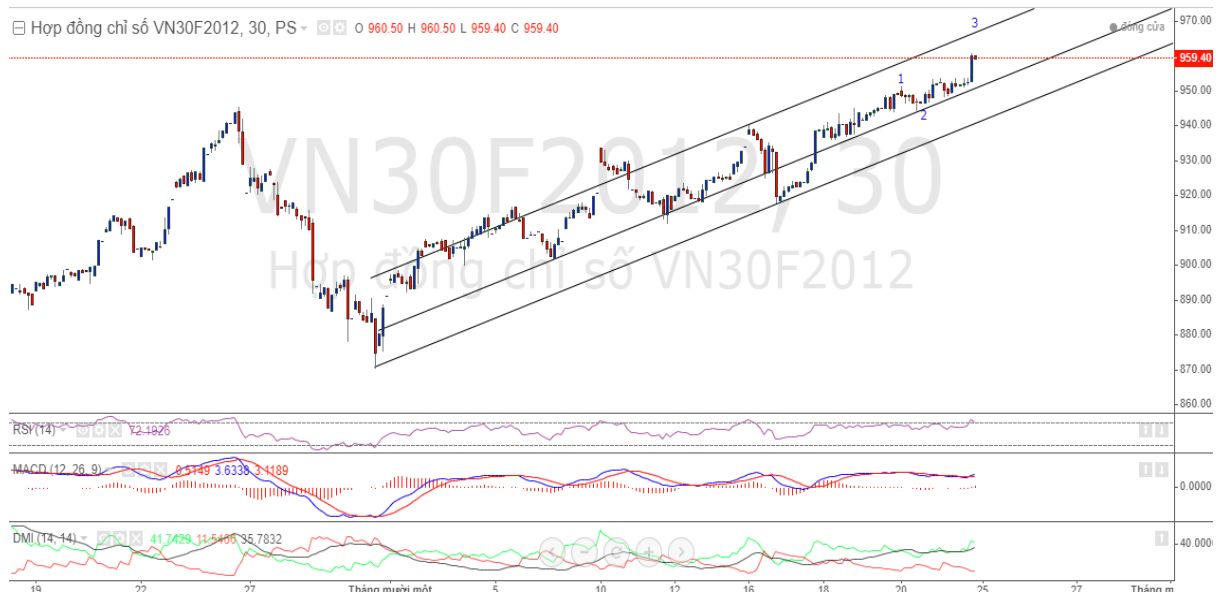 Hợp đồng chỉ số VN30F2012, 30, PS O 960.50 H 960.50 L 959.40 C 959.40
3
đóng cửa
970.00
959.40
950.00
940.00
930.00
920.00
910.00
900.00
890.00
880.00
870.00
860.00
1
2
VN30F2012, 30
Hợp đồng chỉ số VN30F2012
RSI (14) 72.1926
MACD (12, 26, 9) 0.5149 3.6338 3.1189
0.0000
DMI (14, 14) 41.7429 11.5466 35.7832
40.0000
19 22 27 Tháng mười một 5 10 12 16 18 20 25 27 Tháng m